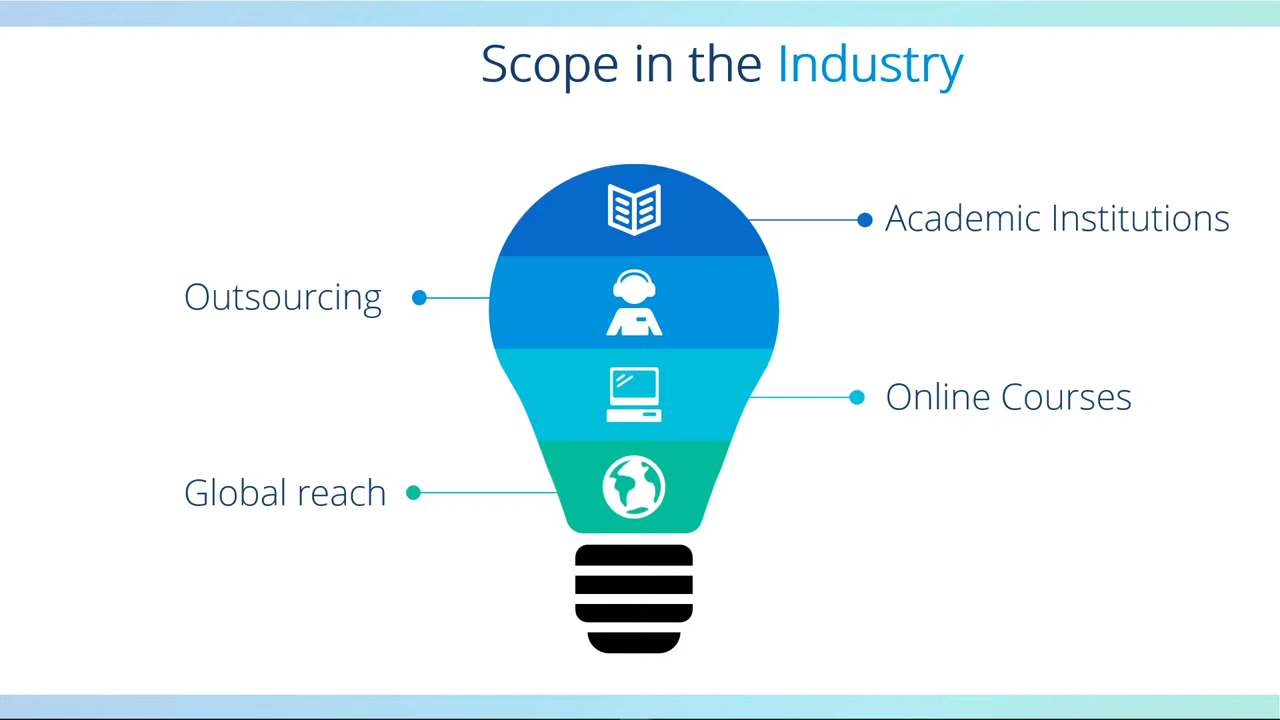 Scope in the Industry
Academic Institutions
Outsourcing
Online Courses
Global reach